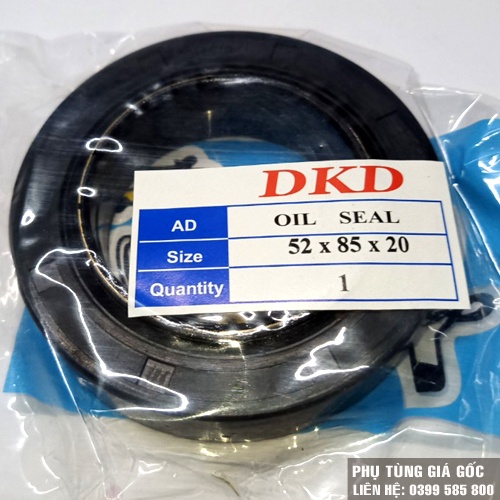 DKD
AD OIL SEAL
Size 52 x 85 x 20
Quantity 1
PHỤ TÙNG GIÁ GỐC
LIÊN HỆ: 0399 585 800